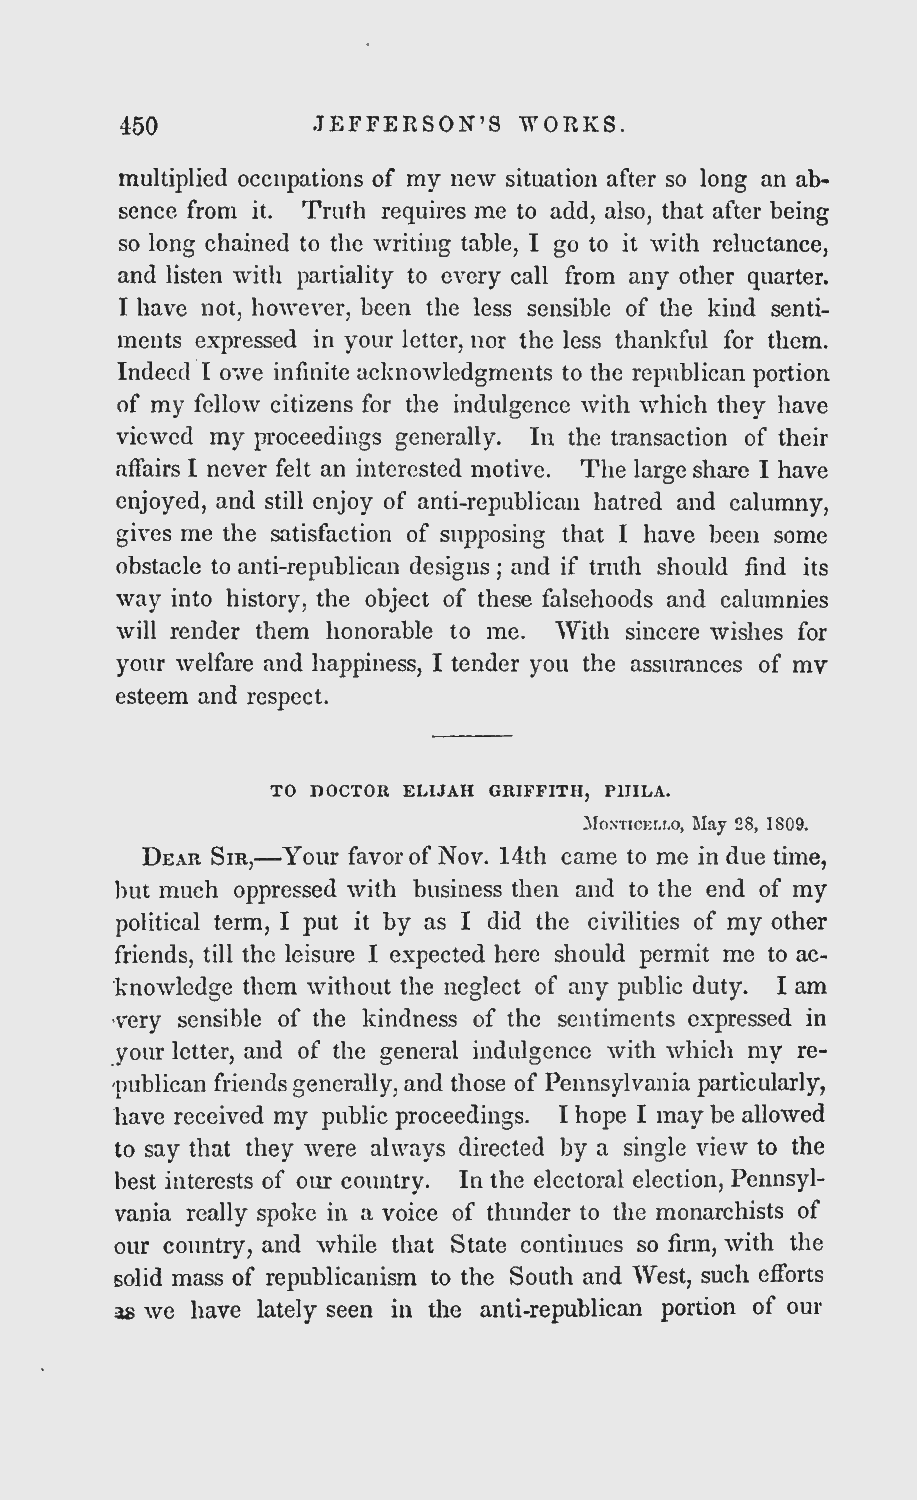 450 JEFFERSON'S WORKS.
multiplied occupations of my new situation after so long an ab-
sence from it. Truth requires me to add, also, that after being
so long chained to the writing table, I go to it with reluctance,
and listen with partiality to every call from any other quarter.
I have not, however, been the less sensible of the kind senti-
ments expressed in your letter, nor the less thankful for them.
Indeed I owe infinite acknowledgments to the republican portion
of my fellow citizens for the indulgence with which they have
viewed my proceedings generally. In the transaction of their
affairs I never felt an interested motive. The large share I have
enjoyed, and still enjoy of anti-republican hatred and calumny,
gives me the satisfaction of supposing that I have been some
obstacle to anti-republican designs; and if truth should find its
way into history, the object of these falsehoods and calumnies
will render them honorable to me. With sincere wishes for
your welfare and happiness, I tender you the assurances of my
esteem and respect.
TO DOCTOR ELIJAH GRIFFITH, PHILA.
Monticello, May 28, 1809.
Dear Sir,—Your favor of Nov. 14th came to me in due time,
but much oppressed with business then and to the end of my
political term, I put it by as I did the civilities of my other
friends, till the leisure I expected here should permit me to ac-
knowledge them without the neglect of any public duty. I am
very sensible of the kindness of the sentiments expressed in
your letter, and of the general indulgence with which my re-
publican friends generally, and those of Pennsylvania particularly,
have received my public proceedings. I hope I may be allowed
to say that they were always directed by a single view to the
best interests of our country. In the electoral election, Pennsyl-
vania really spoke in a voice of thunder to the monarchists of
our country, and while that State continues so firm, with the
solid mass of republicanism to the South and West, such efforts
as we have lately seen in the anti-republican portion of our